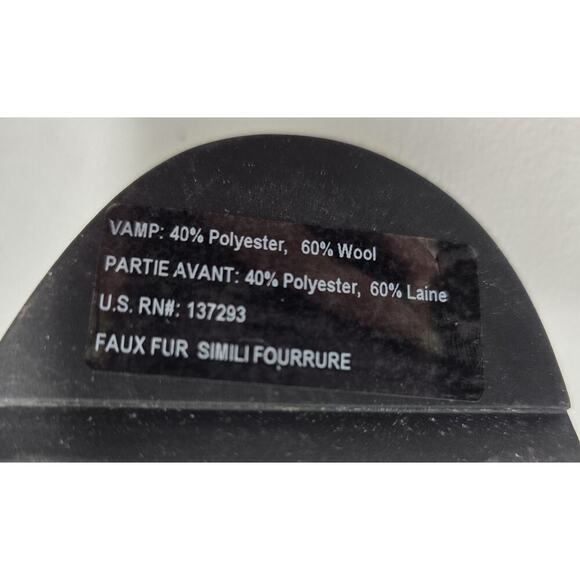 VAMP: 40% Polyester, 60% Wool
PARTIE AVANT: 40% Polyester, 60% Laine
U.S. RN#: 137293
FAUX FUR SIMILI FOURRURE